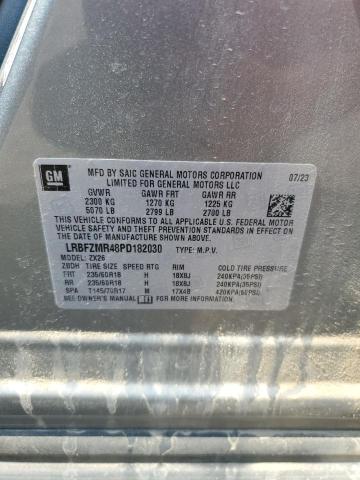 GM
MFD BY SAIC GENERAL MOTORS CORPORATION 07/23
LIMITED FOR GENERAL MOTORS LLC
GVWR GAWR FRT GAWR RR
2300 KG 1270 KG 1225 KG
5070 LB 2799 LB 2700 LB
THIS VEHICLE CONFORMS TO ALL APPLICABLE U.S. FEDERAL MOTOR
VEHICLE SAFETY, BUMPER, AND THEFT PREVENTION STANDARDS
IN EFFECT ON THE DATE OF MANUFACTURE SHOWN ABOVE.
LRBFZMR48PD182030 TYPE: M.P.V.
MODEL: ZX26
ZBDH TIRE SIZE SPEED RTG RIM COLD TIRE PRESSURE
FRT 235/60R18 H 18X8J 240KPA(35PSI)
RR 235/60R18 H 18X8J 240KPA(35PSI)
SPA T145/70R17 M 17X4B 420KPA(60PSI)
SEE OWNER MANUAL FOR MORE INFORMATION.